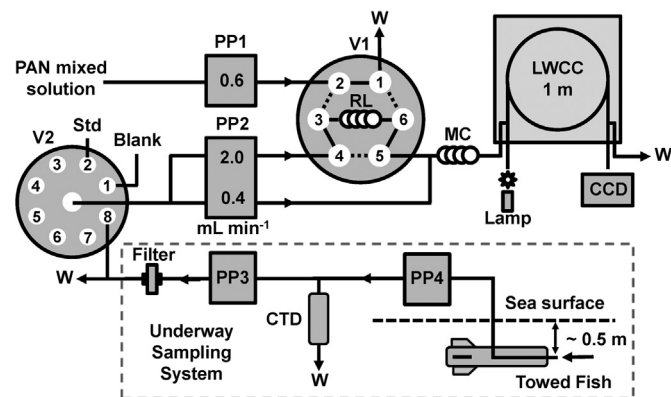 W
PP1
V1
PAN mixed
solution
0.6
2
1
LWCC
1 m
3
RL
6
V2
Std
Blank
PP2
MC
4
5
3
2
2.0
W
4
1
0.4
5
8
6
7
mL min⁻¹
Lamp
CCD
Filter
W
PP3
PP4
Sea surface
CTD
~ 0.5 m
Underway
Sampling
System
W
Towed Fish